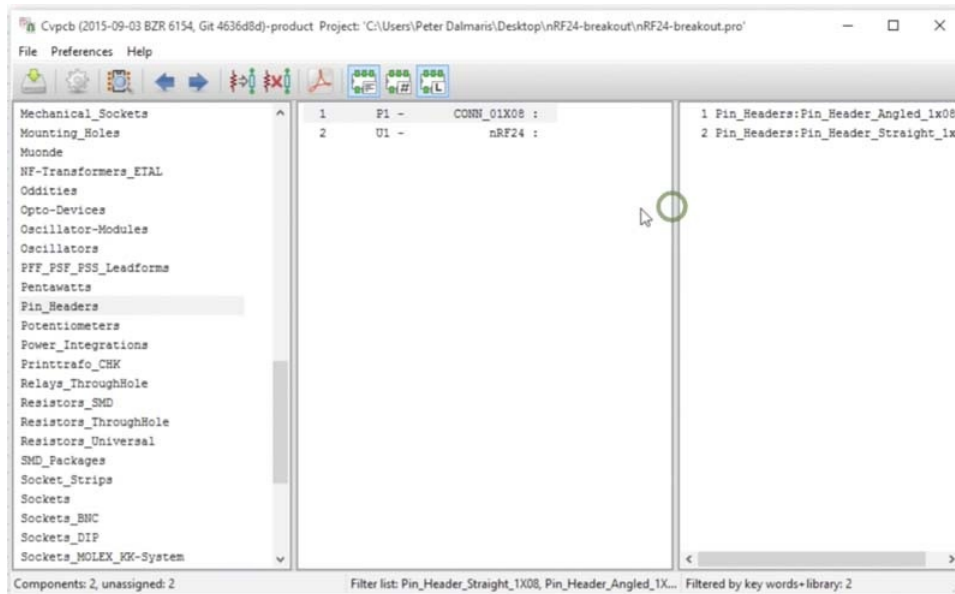 Cvpcb (2015-09-03 BZR 6154, Git 4636d8d)-product Project: 'C:\Users\Peter Dalmaris\Desktop\nRF24-breakout\nRF24-breakout.pro'
File Preferences Help
Mechanical_Sockets
Mounting_Holes
Muonde
NF-Transformers_ETAL
Oddities
Opto-Devices
Oscillator-Modules
Oscillators
PFF_PSF_PSS_Leadforms
Pentawatts
Pin_Headers
Potentiometers
Power_Integrations
Printtrafo_CHK
Relays_ThroughHole
Resistors_SMD
Resistors_ThroughHole
Resistors_Universal
SMD_Packages
Socket_Strips
Sockets
Sockets_BNC
Sockets_DIP
Sockets_MOLEX_KK-System
1 P1 - CONN_01X08 :
2 U1 - nRF24 :
1 Pin_Headers:Pin_Header_Angled_1x08
2 Pin_Headers:Pin_Header_Straight_1x
Components: 2, unassigned: 2
Filter list: Pin_Header_Straight_1X08, Pin_Header_Angled_1X...
Filtered by key words+library: 2